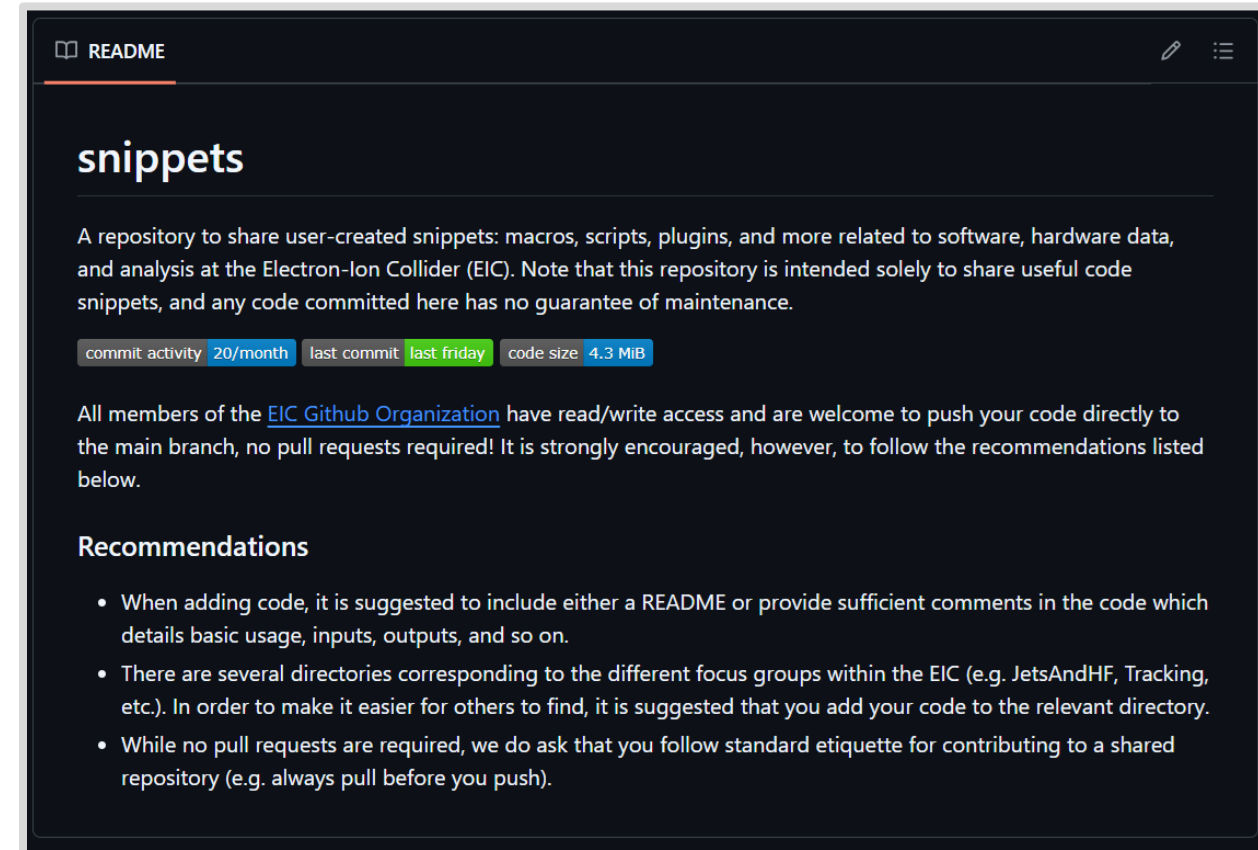 README
snippets
A repository to share user-created snippets: macros, scripts, plugins, and more related to software, hardware data,
and analysis at the Electron-Ion Collider (EIC). Note that this repository is intended solely to share useful code
snippets, and any code committed here has no guarantee of maintenance.
commit activity 20/month last commit last friday code size 4.3 MiB
All members of the EIC Github Organization have read/write access and are welcome to push your code directly to
the main branch, no pull requests required! It is strongly encouraged, however, to follow the recommendations listed
below.
Recommendations
• When adding code, it is suggested to include either a README or provide sufficient comments in the code which
details basic usage, inputs, outputs, and so on.
• There are several directories corresponding to the different focus groups within the EIC (e.g. JetsAndHF, Tracking,
etc.). In order to make it easier for others to find, it is suggested that you add your code to the relevant directory.
• While no pull requests are required, we do ask that you follow standard etiquette for contributing to a shared
repository (e.g. always pull before you push).